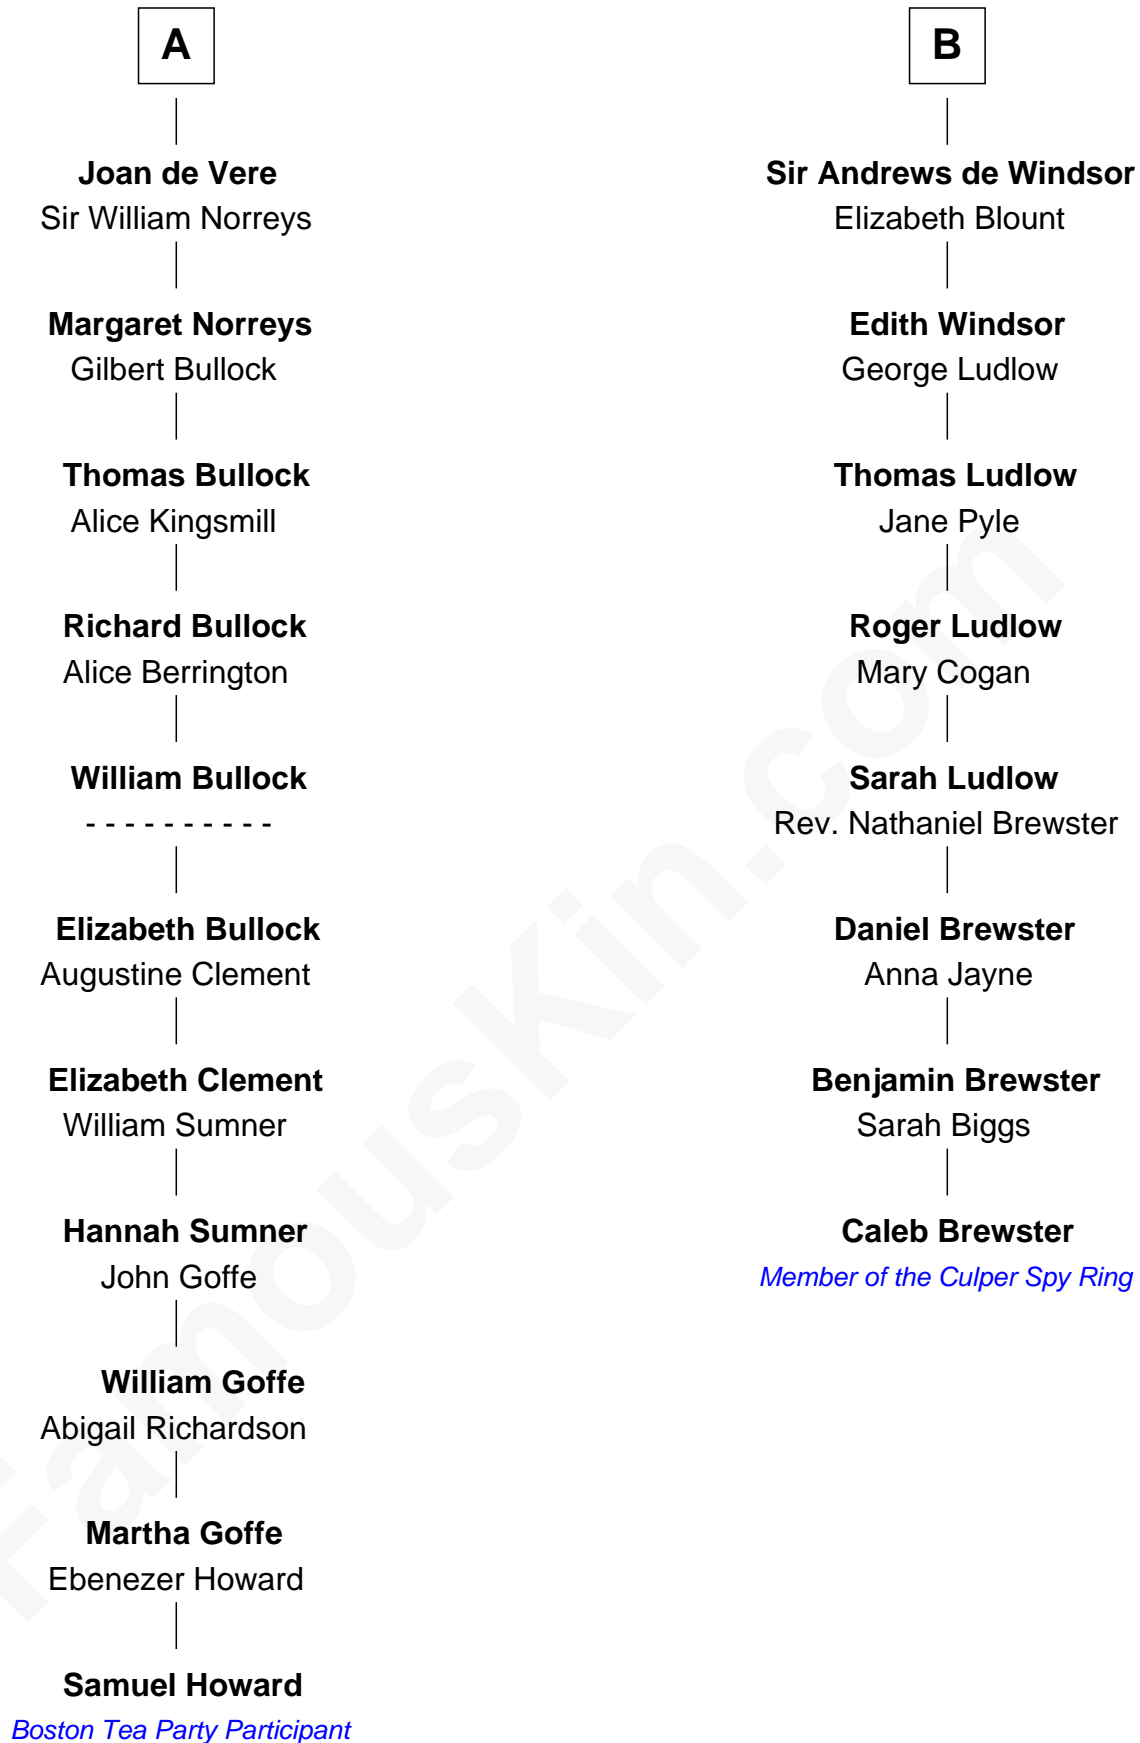 A
Joan de Vere
Sir William Norreys
Margaret Norreys
Gilbert Bullock
Thomas Bullock
Alice Kingsmill
Richard Bullock
Alice Berrington
William Bullock
- - - - - - - - - -
Elizabeth Bullock
Augustine Clement
Elizabeth Clement
William Sumner
Hannah Sumner
John Goffe
William Goffe
Abigail Richardson
Martha Goffe
Ebenezer Howard
Samuel Howard
Boston Tea Party Participant
B
Sir Andrews de Windsor
Elizabeth Blount
Edith Windsor
George Ludlow
Thomas Ludlow
Jane Pyle
Roger Ludlow
Mary Cogan
Sarah Ludlow
Rev. Nathaniel Brewster
Daniel Brewster
Anna Jayne
Benjamin Brewster
Sarah Biggs
Caleb Brewster
Member of the Culper Spy Ring
FamousKin.com